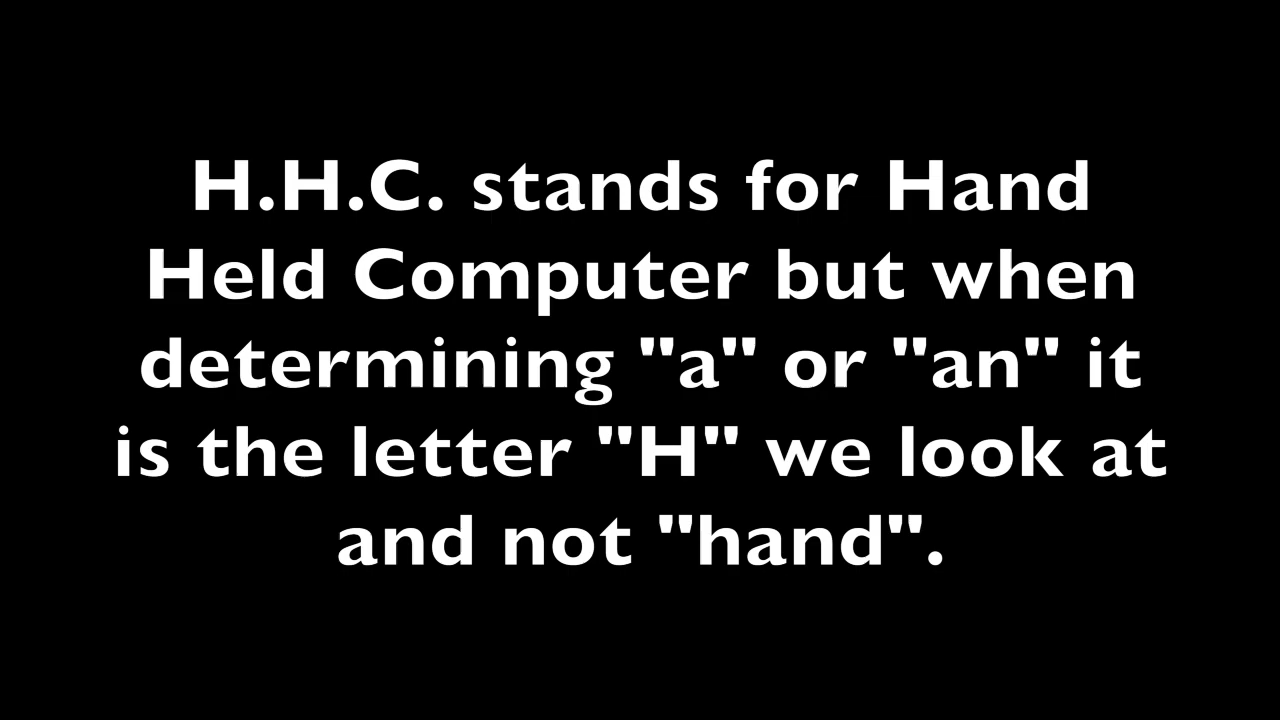 H.H.C. stands for Hand
Held Computer but when
determining "a" or "an" it
is the letter "H" we look at
and not "hand".